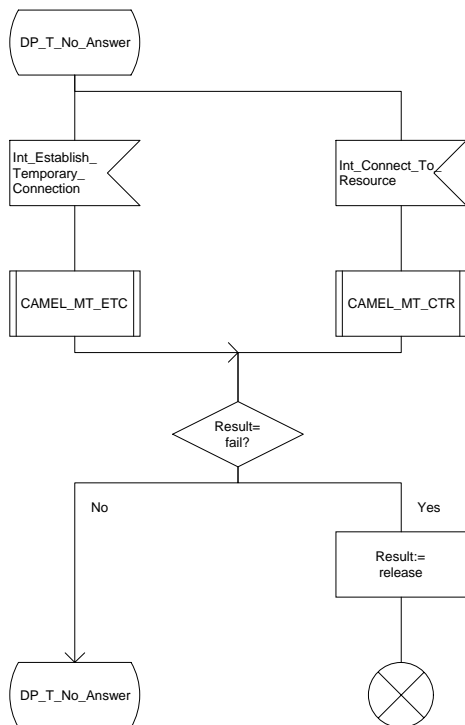 DP_T_No_Answer
Int_Establish_
Temporary_
Connection
Int_Connect_To_
Resource
CAMEL_MT_ETC
CAMEL_MT_CTR
Result=
fail?
No
Yes
Result:=
release
DP_T_No_Answer